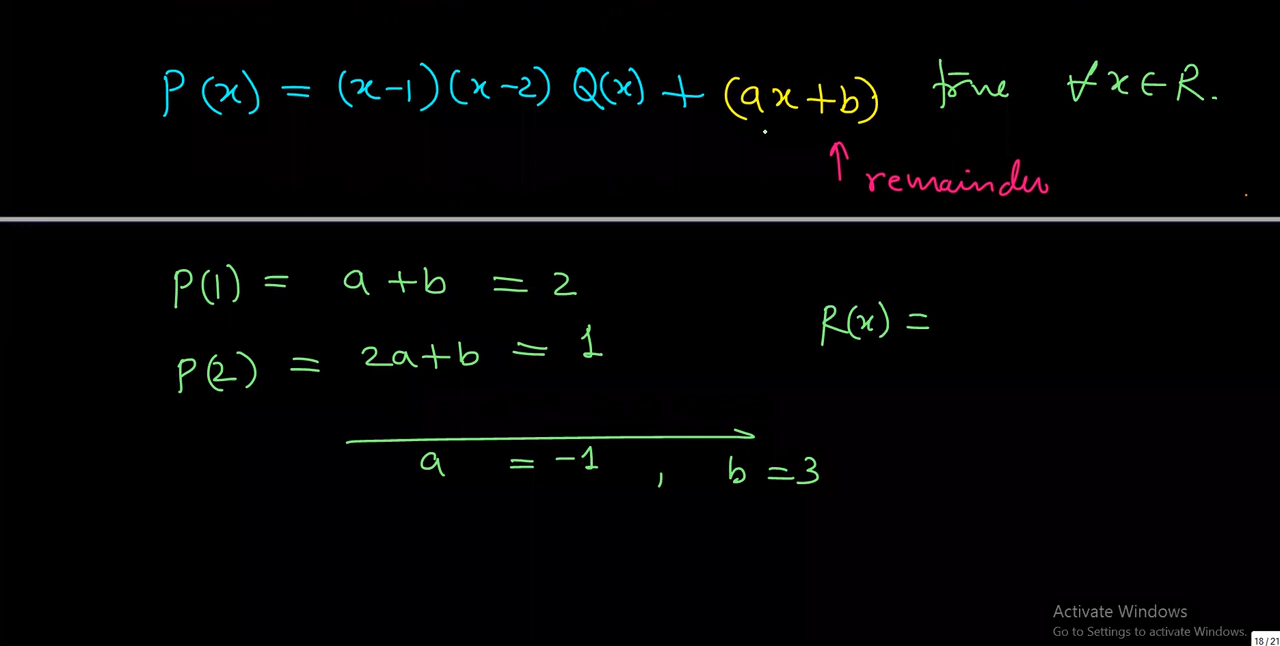 P(x) = (x-1)(x-2) Q(x) + (ax+b) true ∀ x ∈ R.
↑ remainder
P(1) = a + b = 2
P(2) = 2a + b = 1
R(x) =
a = -1 , b = 3
Activate Windows
Go to Settings to activate Windows.
18 / 21